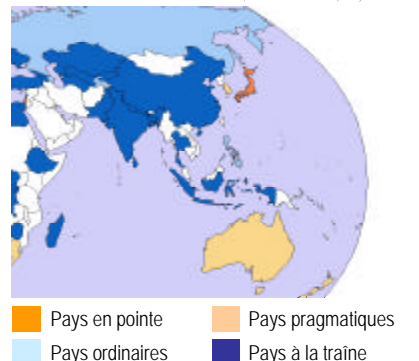 Pays en pointe
Pays pragmatiques
Pays ordinaires
Pays à la traîne